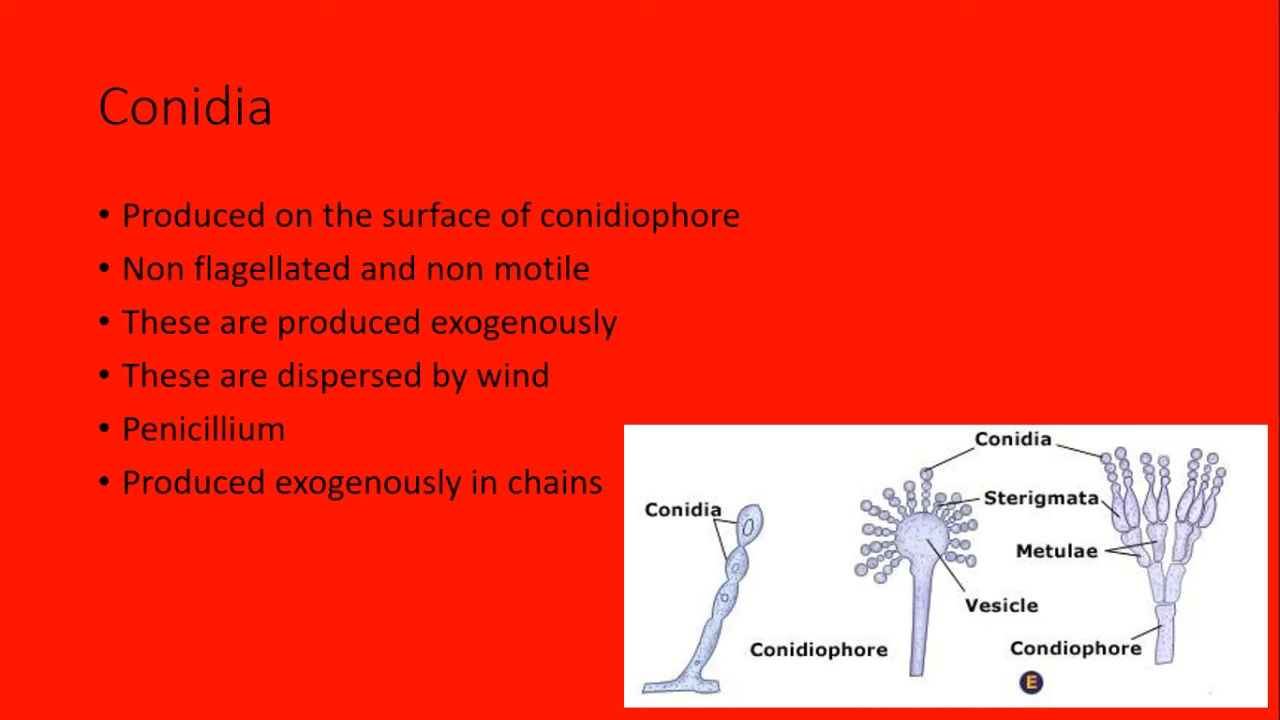 Conidia
• Produced on the surface of conidiophore
• Non flagellated and non motile
• These are produced exogenously
• These are dispersed by wind
• Penicillium
• Produced exogenously in chains
Conidia
Conidia
Sterigmata
Metulae
Vesicle
Conidiophore
Condiophore
E